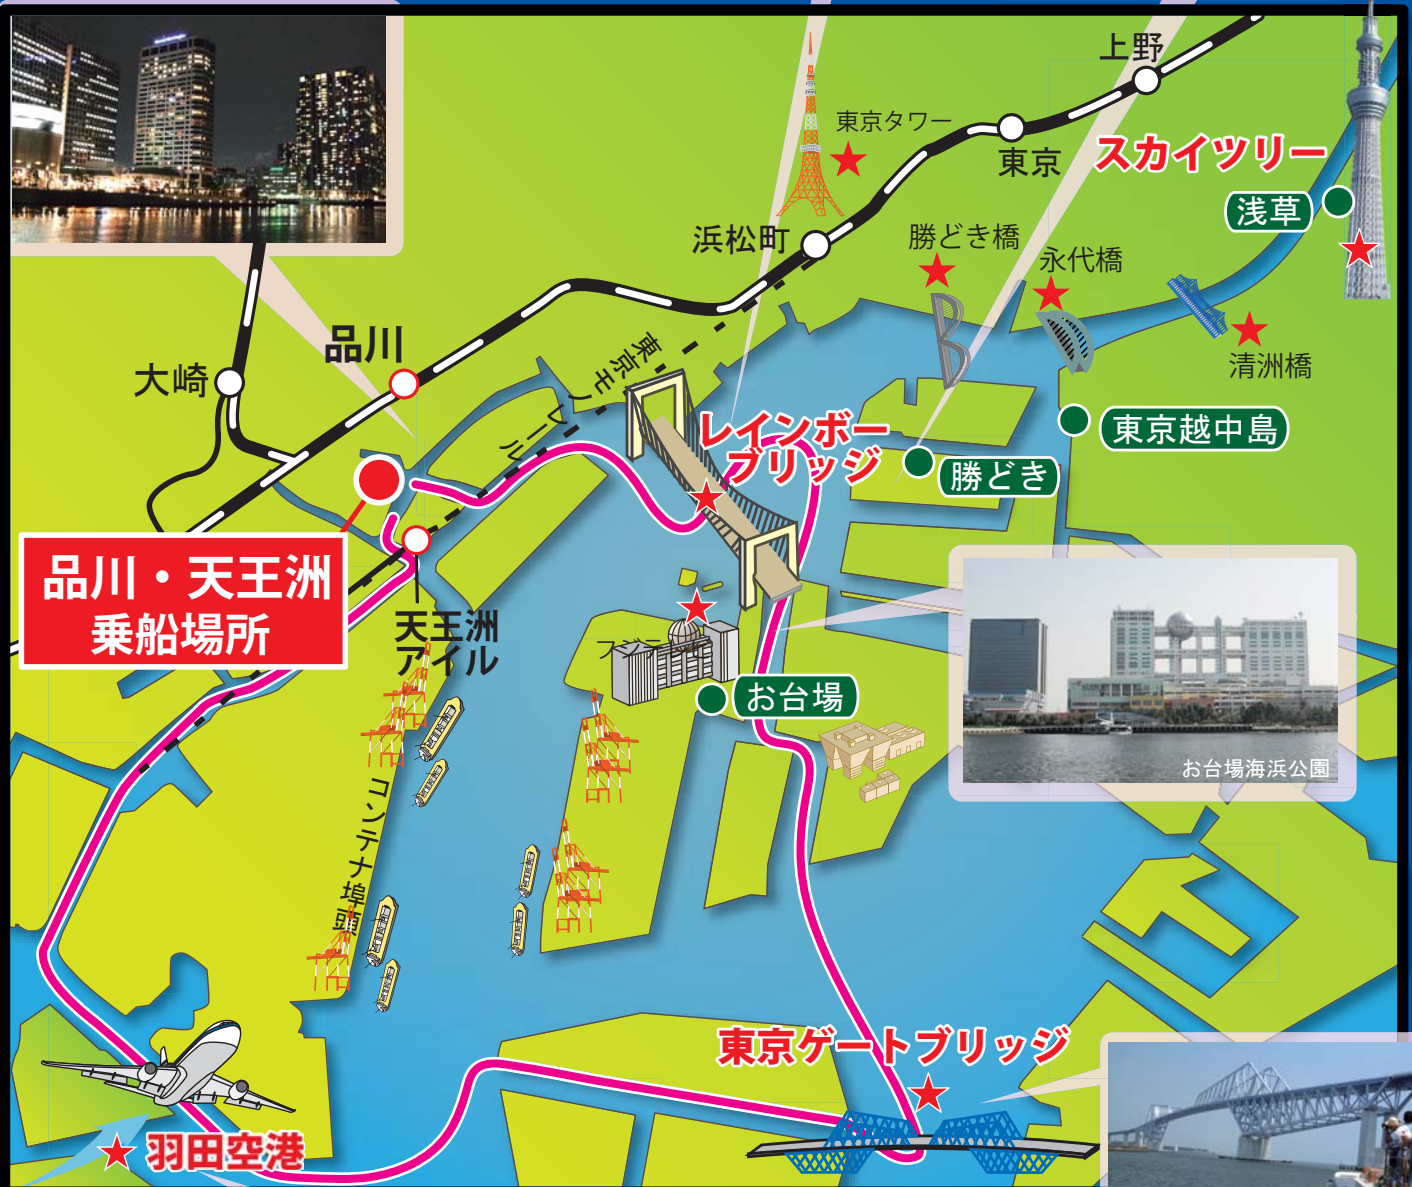 上野
東京タワー
東京
スカイツリー
浅草
浜松町
勝どき橋
永代橋
清洲橋
品川
大崎
東京モノレール
レインボー
ブリッジ
東京越中島
勝どき
品川・天王洲
乗船場所
天王洲
アイル
フジテレビ
お台場
お台場海浜公園
コンテナ埠頭
東京ゲートブリッジ
羽田空港